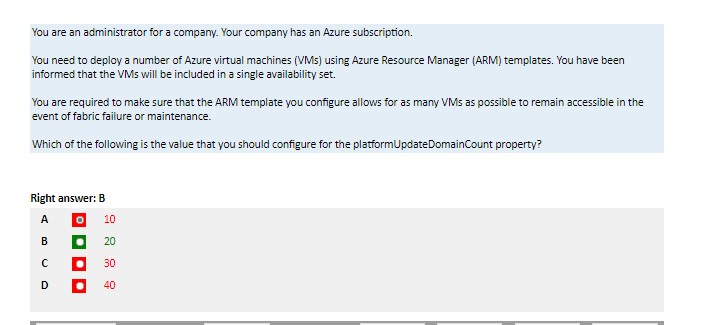 You are an administrator for a company. Your company has an Azure subscription.
You need to deploy a number of Azure virtual machines (VMs) using Azure Resource Manager (ARM) templates. You have been
informed that the VMs will be included in a single availability set.
You are required to make sure that the ARM template you configure allows for as many VMs as possible to remain accessible in the
event of fabric failure or maintenance.
Which of the following is the value that you should configure for the platformUpdateDomainCount property?
Right answer: B
A 10
B 20
C 30
D 40